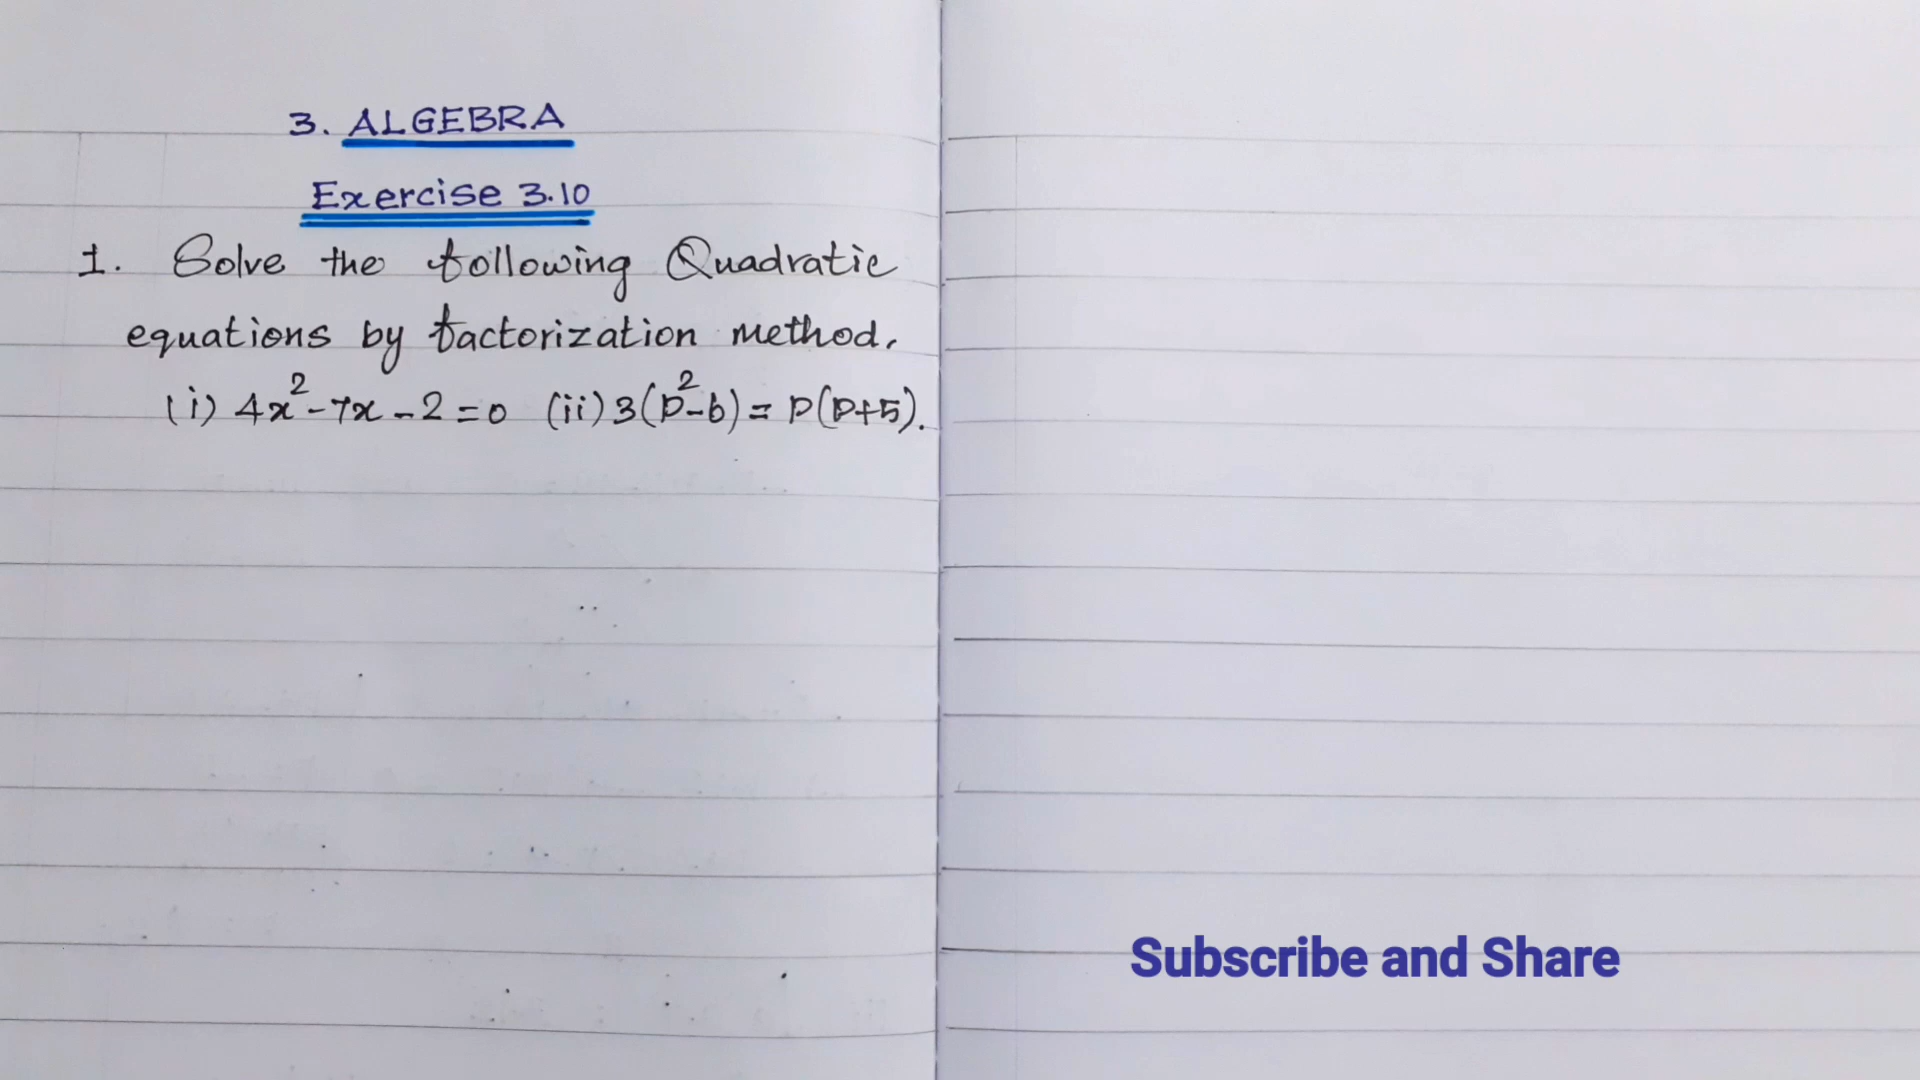 3. ALGEBRA
Exercise 3.10
1. Solve the following Quadratic
equations by factorization method.
(i) 4x²-7x-2=0 (ii) 3(p²-6)=p(p+5).
Subscribe and Share